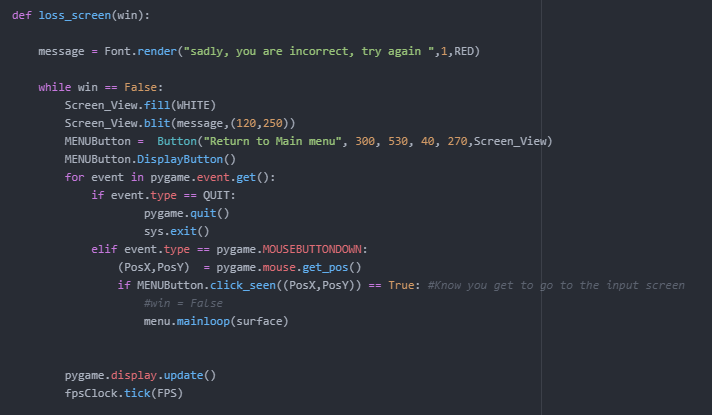 def loss_screen(win):
message = Font.render("sadly, you are incorrect, try again ",1,RED)
while win == False:
Screen_View.fill(WHITE)
Screen_View.blit(message,(120,250))
MENUButton =  Button("Return to Main menu", 300, 530, 40, 270,Screen_View)
MENUButton.DisplayButton()
for event in pygame.event.get():
if event.type == QUIT:
pygame.quit()
sys.exit()
elif event.type == pygame.MOUSEBUTTONDOWN:
(PosX,PosY)  = pygame.mouse.get_pos()
if MENUButton.click_seen((PosX,PosY)) == True: #Know you get to go to the input screen
#win = False
menu.mainloop(surface)
pygame.display.update()
fpsClock.tick(FPS)